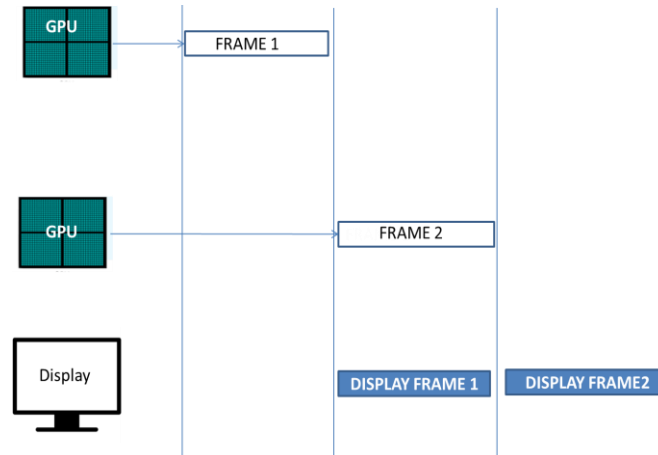 GPU
FRAME 1
GPU
FRAME 2
Display
DISPLAY FRAME 1
DISPLAY FRAME2